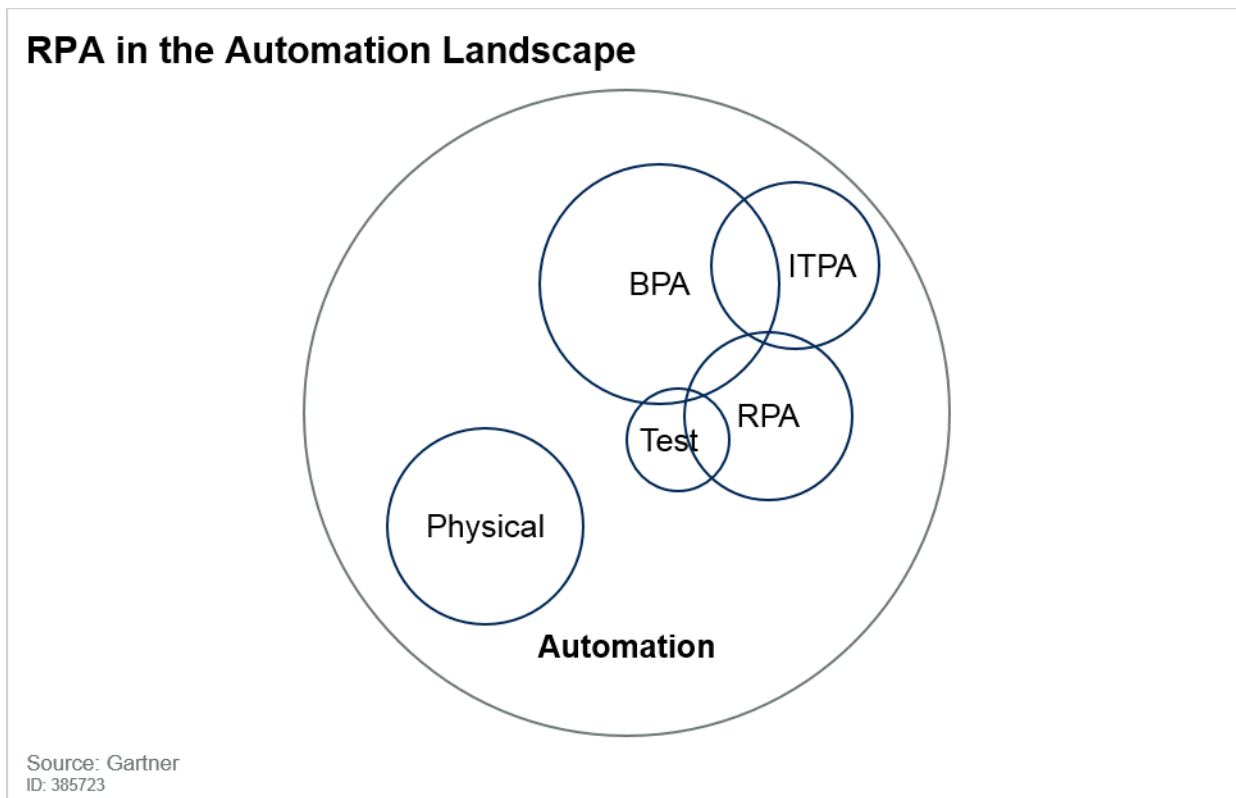 RPA in the Automation Landscape
BPA
ITPA
RPA
Test
Physical
Automation
Source: Gartner
ID: 385723